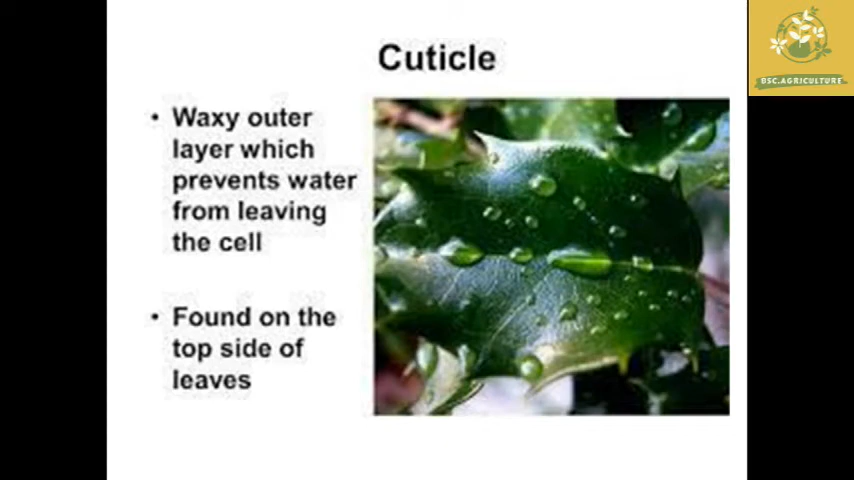 BSC.AGRICULTURE
Cuticle
• Waxy outer
layer which
prevents water
from leaving
the cell
• Found on the
top side of
leaves